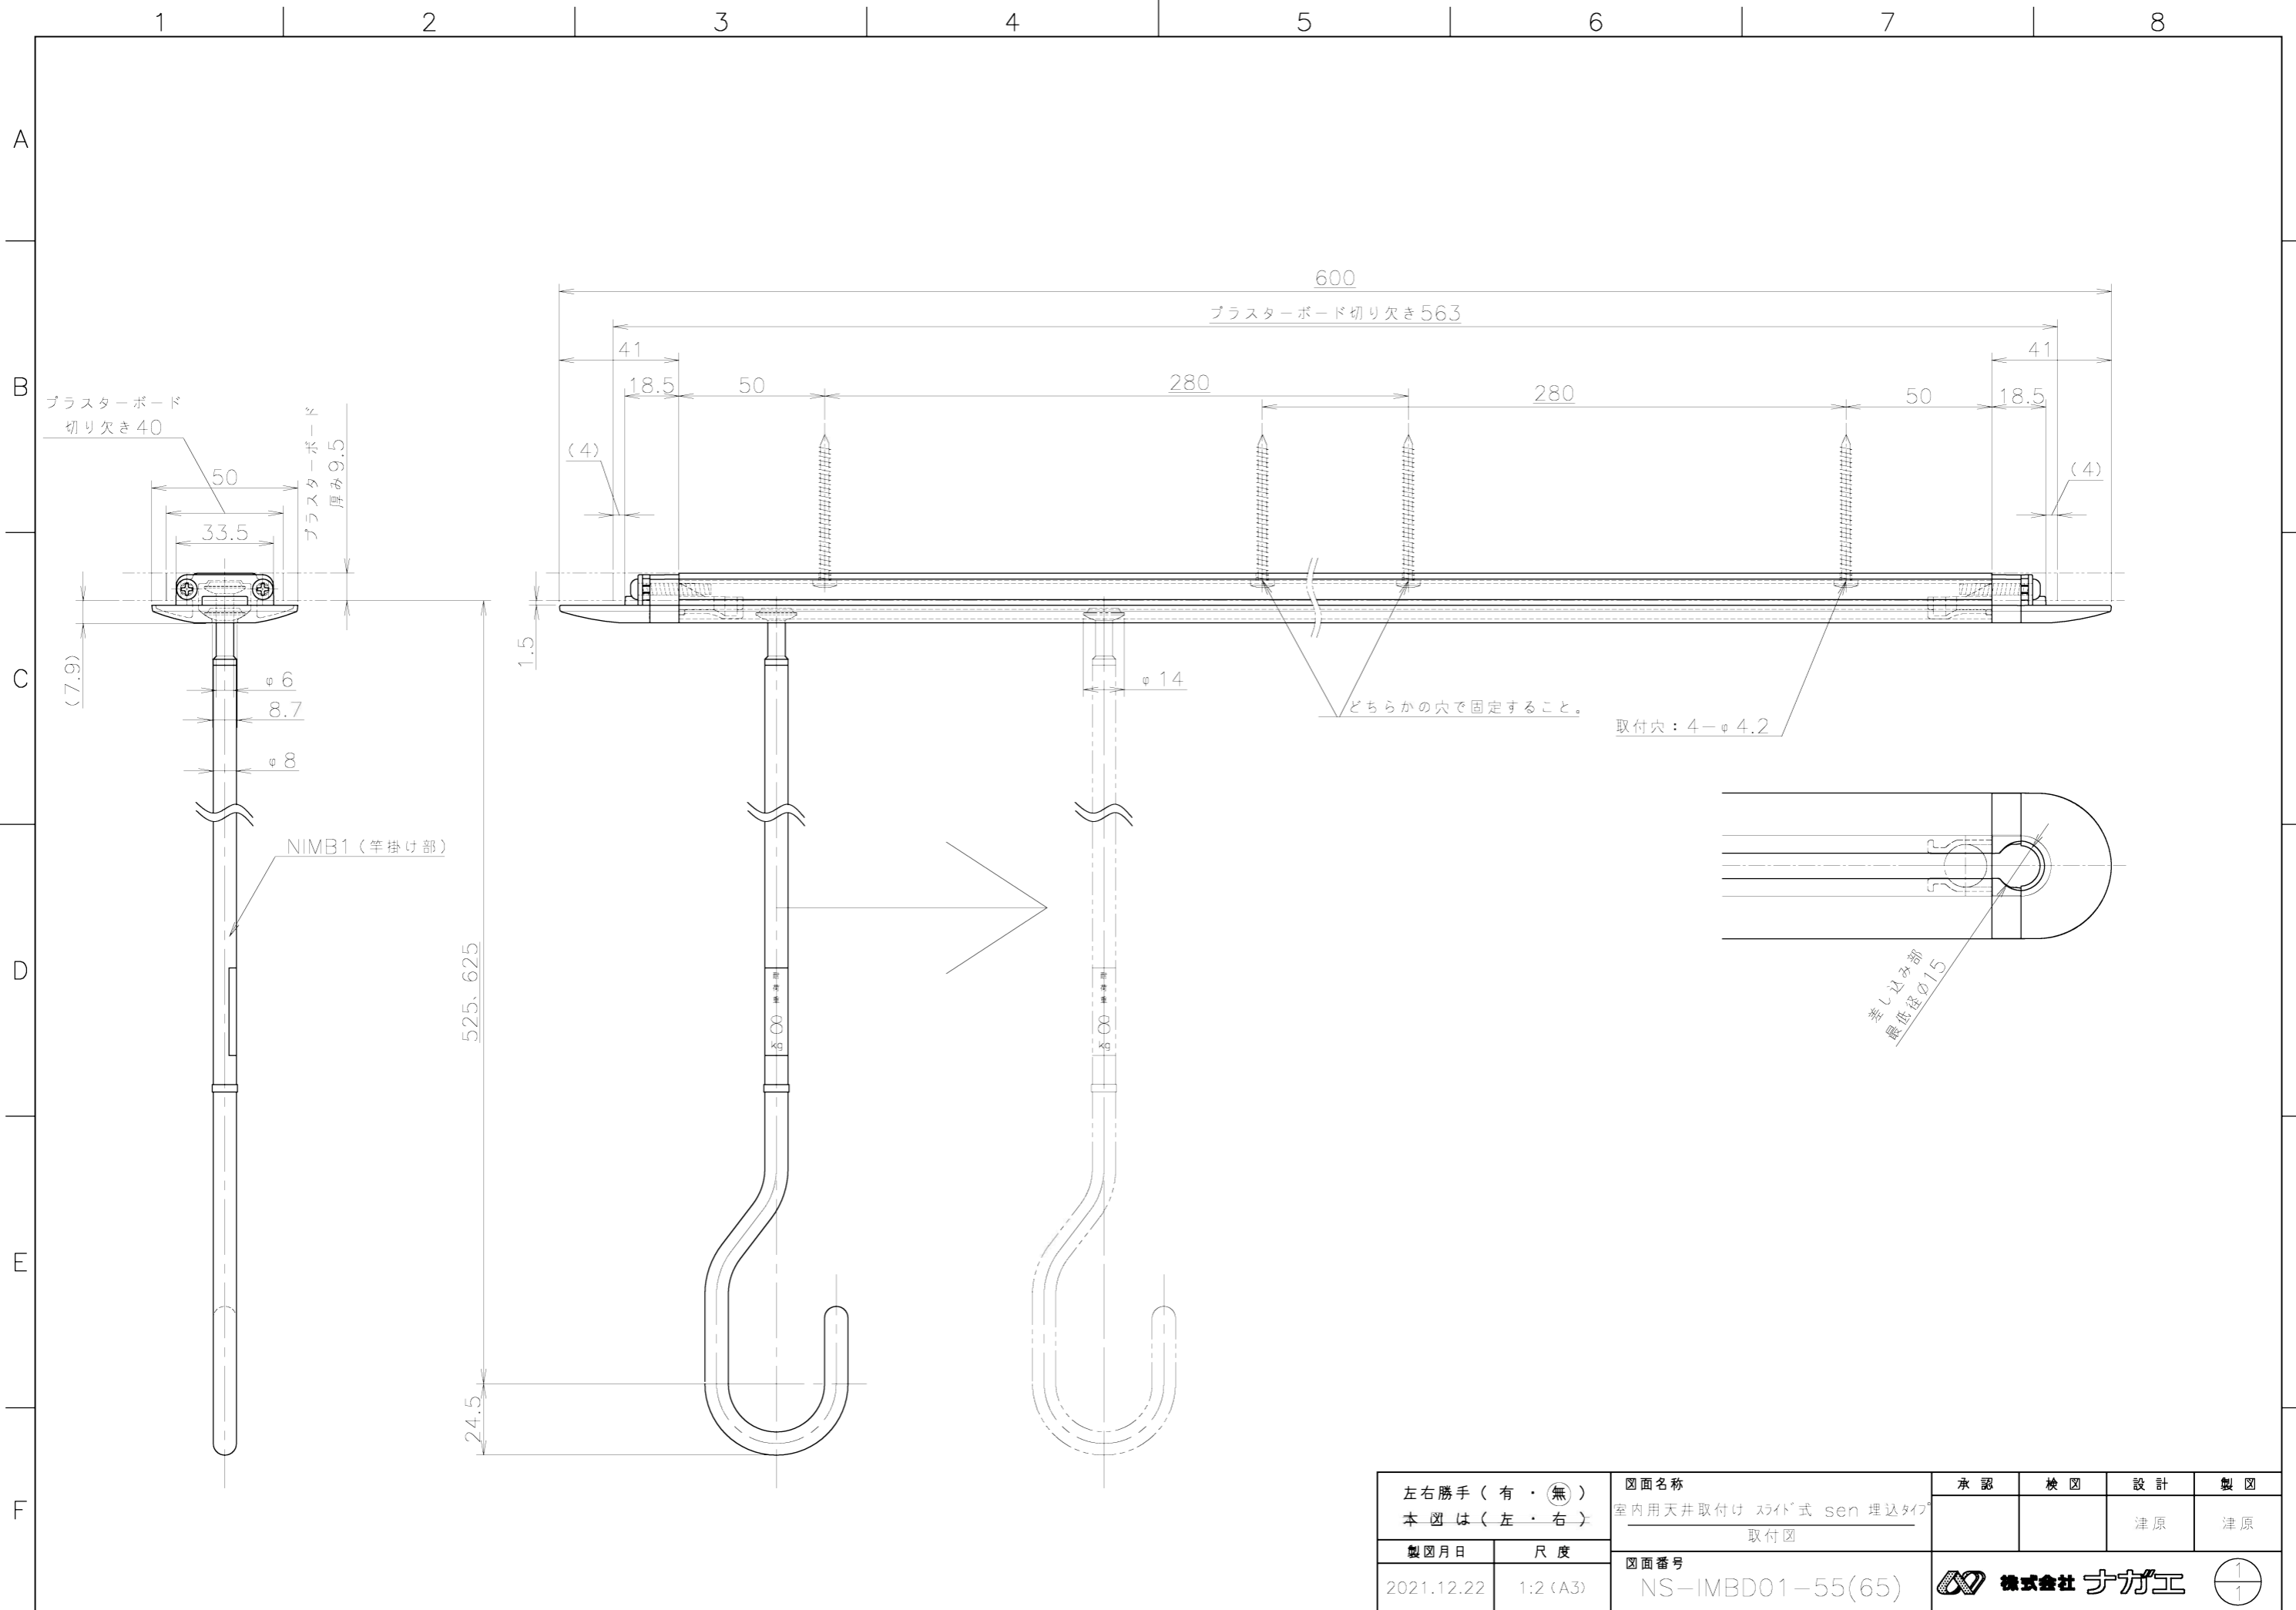 1 2 3 4 5 6 7 8
A
B
C
D
E
F
600
プラスターボード切り欠き563
41
41
18.5
50
280
280
50
18.5
(4)
(4)
プラスターボード
切り欠き40
プラスターボード
厚み9.5
50
33.5
(7.9)
1.5
φ6
8.7
φ8
φ14
どちらかの穴で固定すること。
取付穴：4-φ4.2
NIMB1（竿掛け部）
525、625
24.5
差し込み部
最低径φ15
左右勝手（ 有 ・ 無 ）
本 図 は（ 左 ・ 右 ）
製図月日
尺 度
2021.12.22
1:2(A3)
図面名称
室内用天井取付け スライド式 sen 埋込タイプ
取付図
図面番号
NS-IMBD01-55(65)
承 認
検 図
設 計
製 図
津原
津原
株式会社 ナガエ
1
1